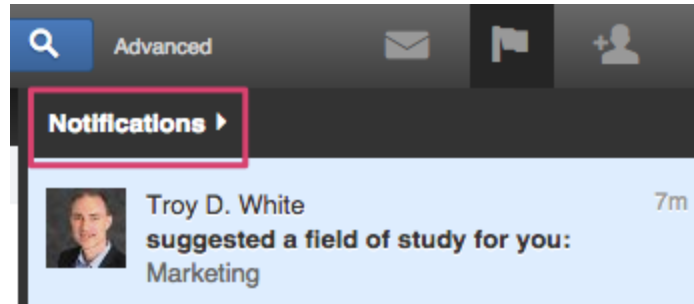 Advanced
Notifications
Troy D. White
7m
suggested a field of study for you:
Marketing